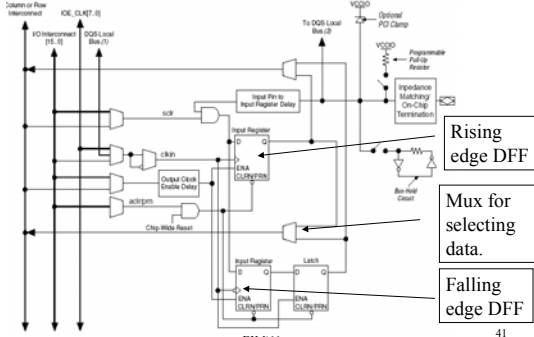 Column or Row
Interconnect
IOE_CLK[7..0]
I/O Interconnect
[15..0]
DQS Local
Bus (1)
To DQS Local
Bus (2)
VCCIO
Optional
PCI Clamp
VCCIO
Programmable
Pull-Up
Resistor
Input Pin to
Input Register Delay
Impedance
Matching/
On-Chip
Termination
sclr
Input Register
D Q
ENA
CLRN/PRN
clkin
Output Clock
Enable Delay
aclr/prn
Chip-Wide Reset
Bus-Hold
Circuit
Rising
edge DFF
Mux for
selecting
data.
Input Register
D Q
ENA
CLRN/PRN
Latch
D Q
ENA
CLRN/PRN
Falling
edge DFF
41